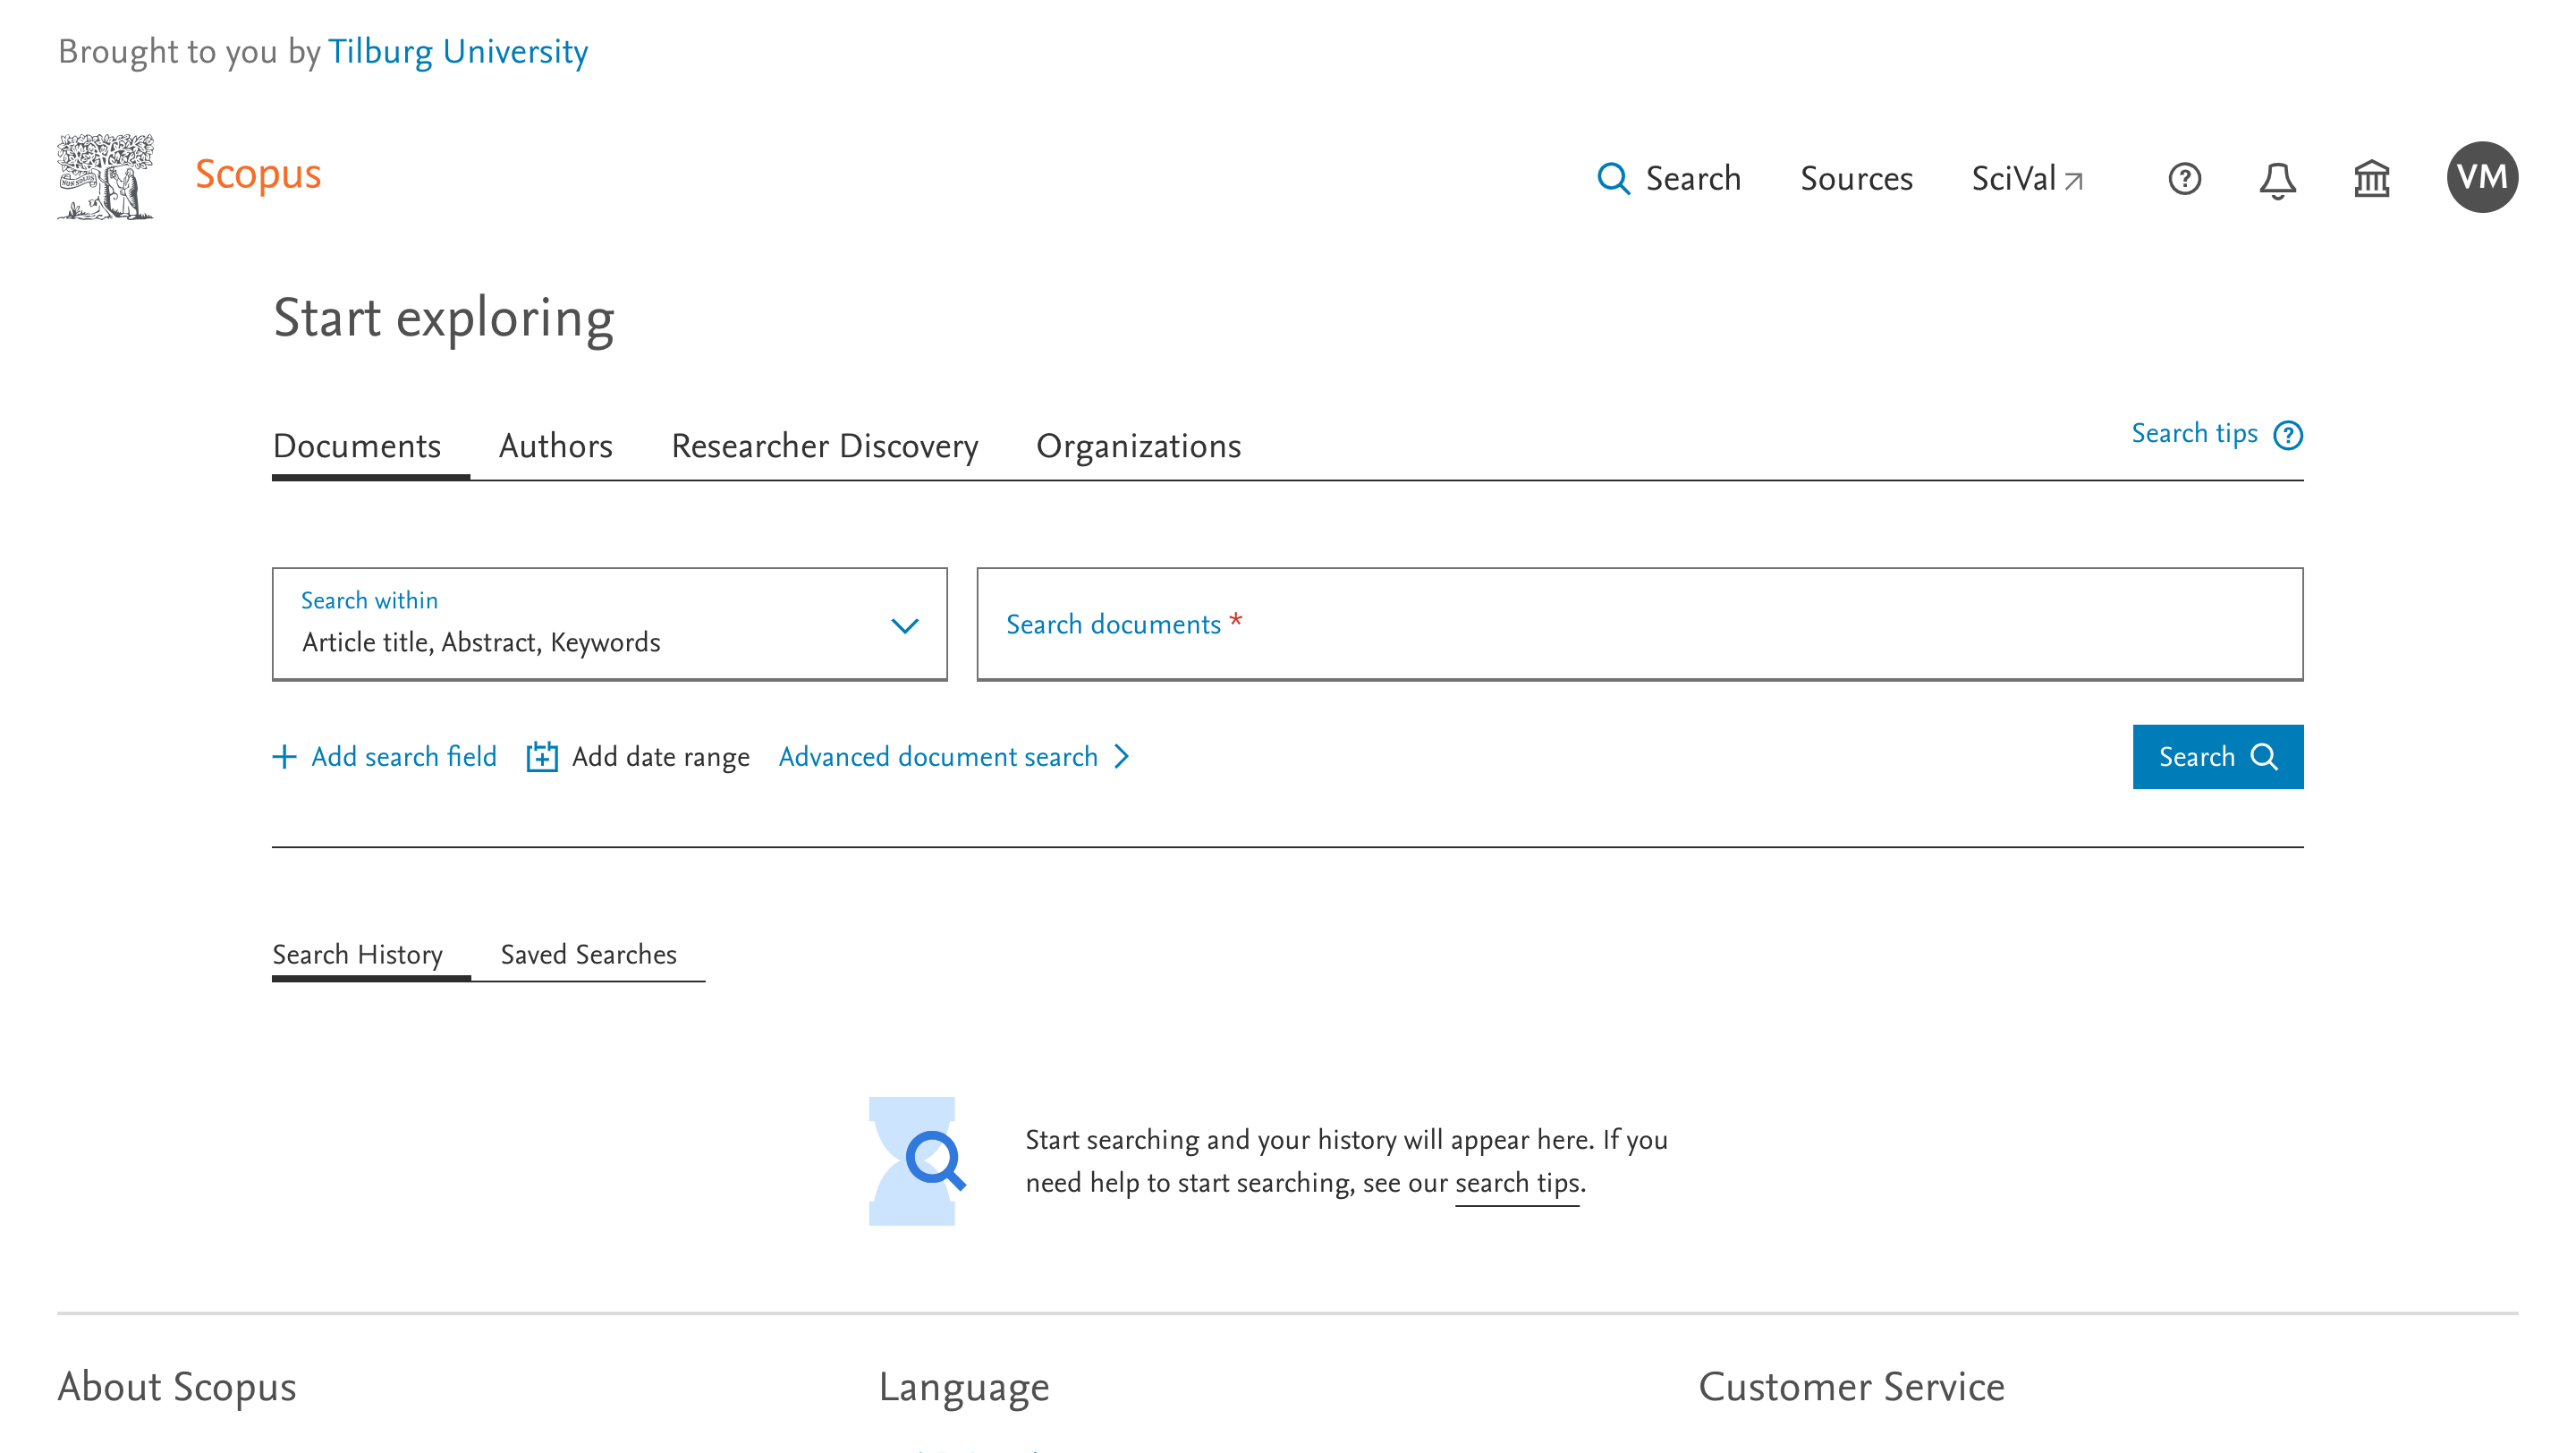 Brought to you by Tilburg University
Scopus
Search Sources SciVal VM
Start exploring
Documents Authors Researcher Discovery Organizations Search tips
Search within
Article title, Abstract, Keywords
Search documents *
Add search field Add date range Advanced document search Search
Search History Saved Searches
Start searching and your history will appear here. If you
need help to start searching, see our search tips.
About Scopus Language Customer Service